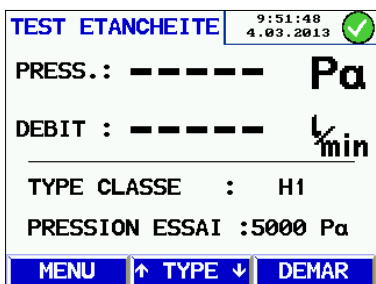 TEST ETANCHEITE 9:51:48
4.03.2013
PRESS.: ----- Pa
DEBIT : ----- L/min
TYPE CLASSE : H1
PRESSION ESSAI :5000 Pa
MENU ↑ TYPE ↓ DEMAR